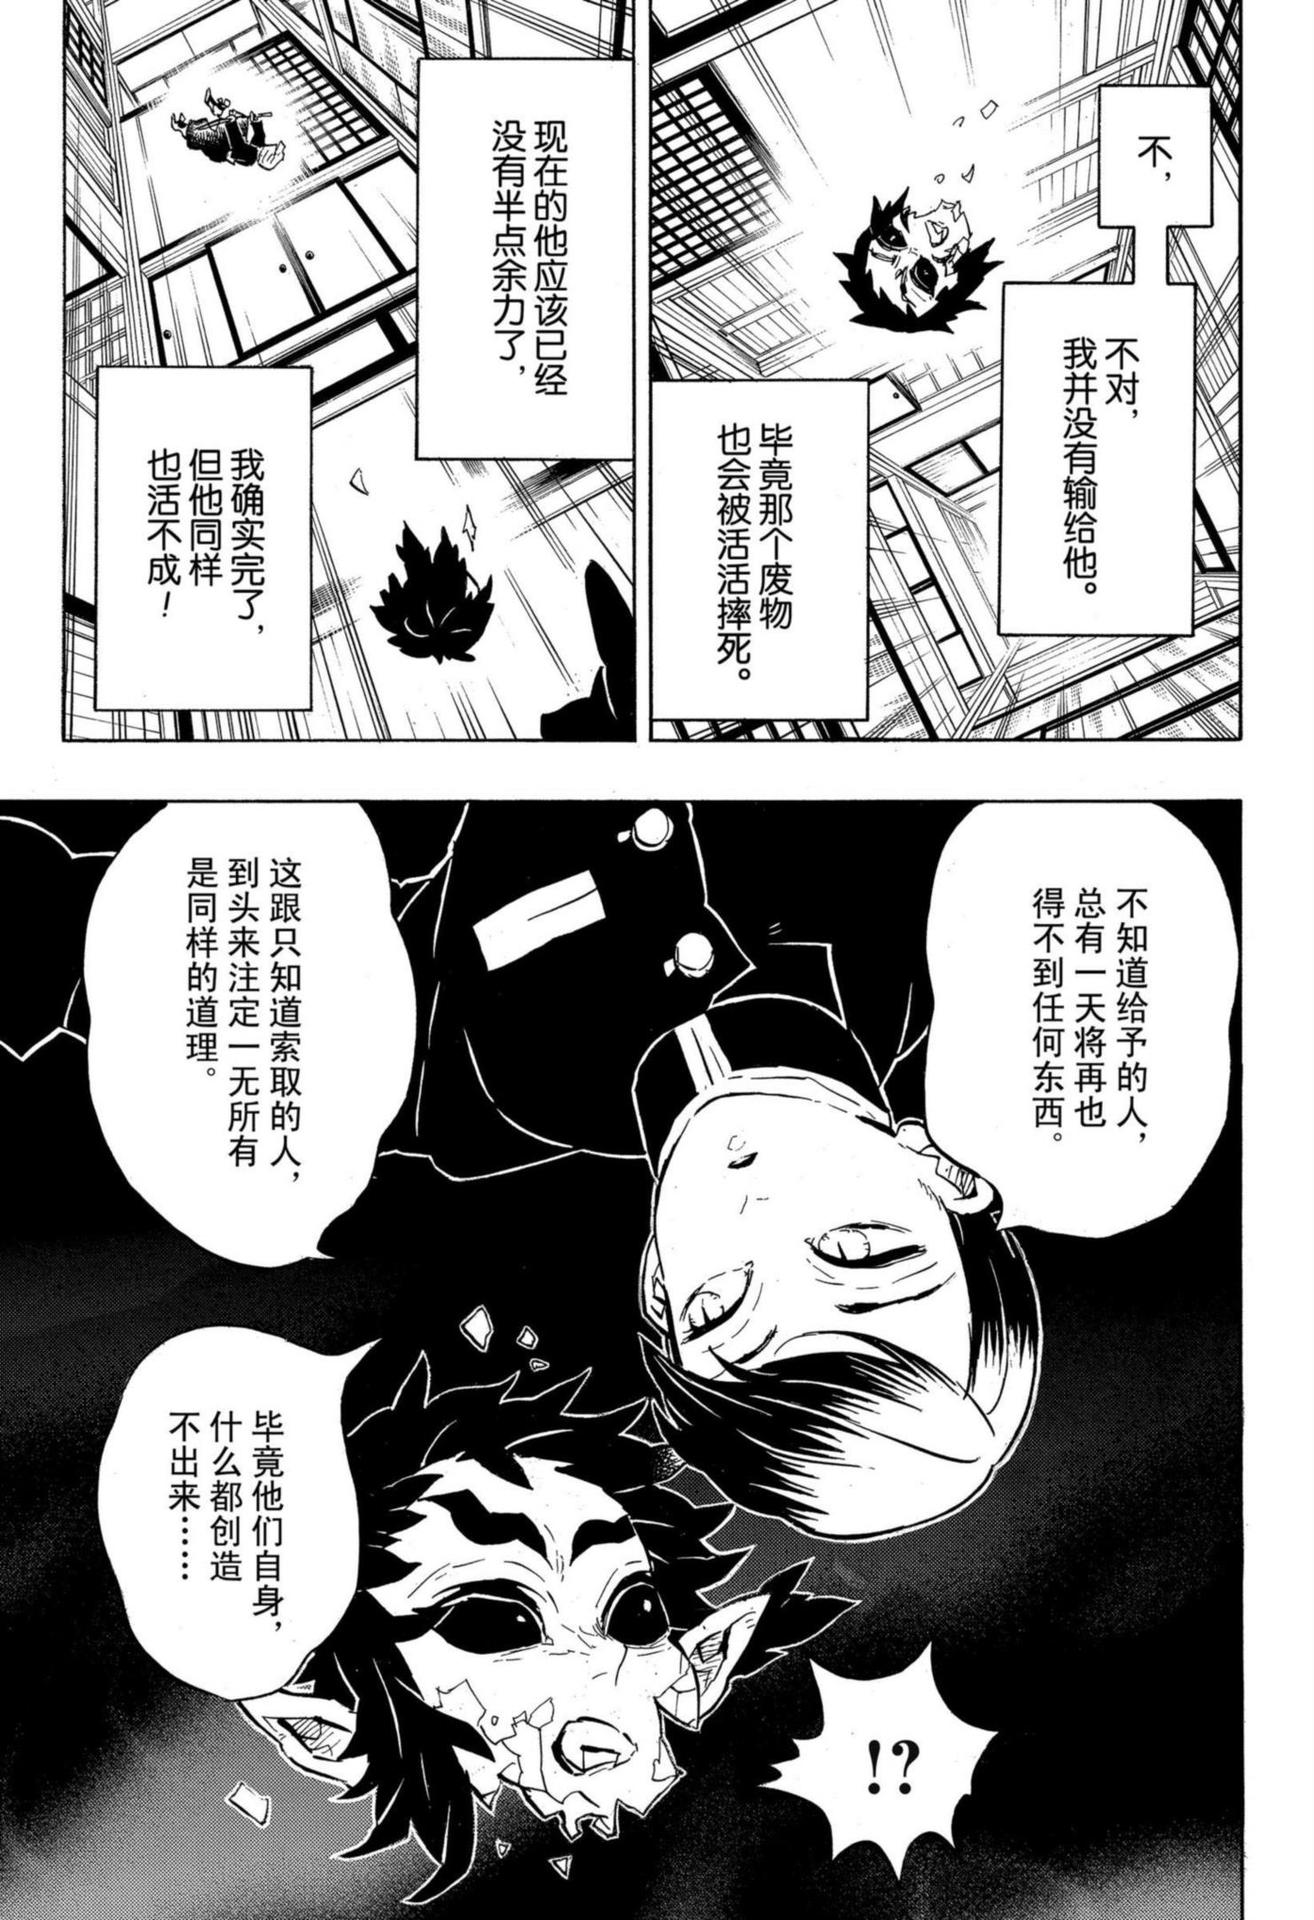 不，
不对，
我并没有输给他。
毕竟那个废物
也会被活活摔死。
现在的他应该已经
没有半点余力了，
我确实完了，
但他同样
也活不成！
不知道给予的人，
总有一天将再也
得不到任何东西。
这跟只知道索取的人，
到头来注定一无所有
是同样的道理。
毕竟他们自身，
什么都创造
不出来……
!?